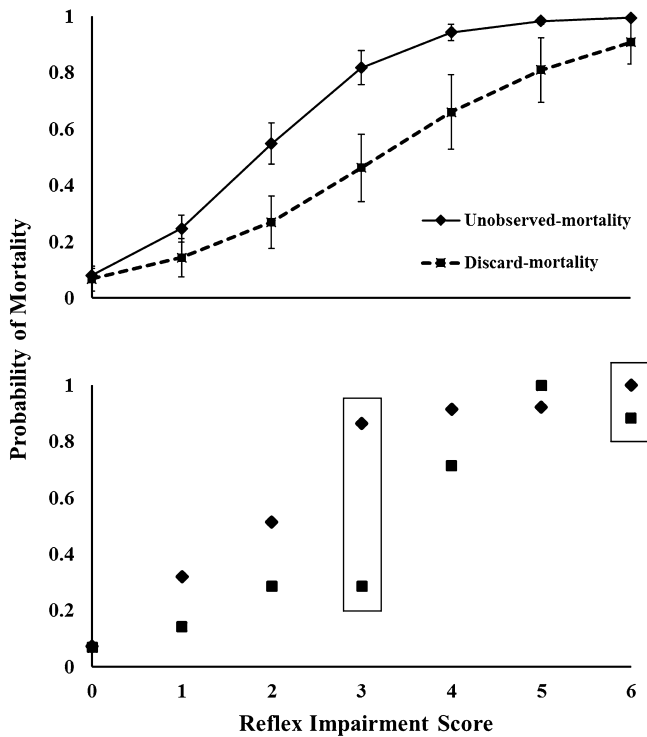 1
0.8
0.6
0.4
0.2
0
Unobserved-mortality
Discard-mortality
Probability of Mortality
1
0.8
0.6
0.4
0.2
0
0 1 2 3 4 5 6
Reflex Impairment Score